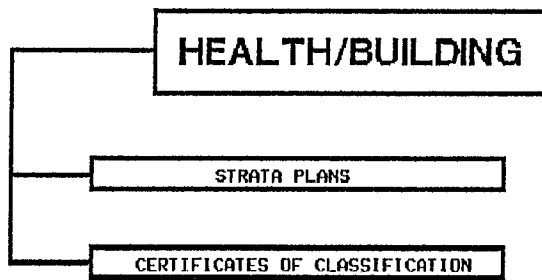 HEALTH/BUILDING
STRATA PLANS
CERTIFICATES OF CLASSIFICATION